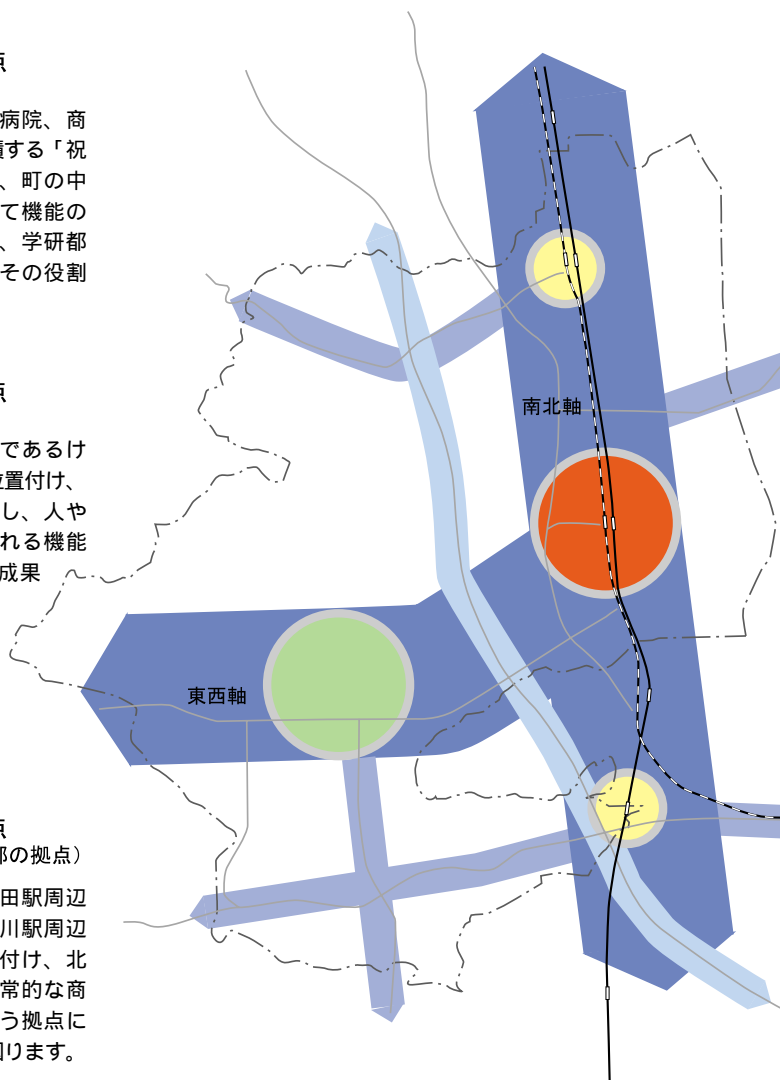 点
病院、商
積する「祝
、町の中
て機能の
、学研都
その役割
点
であるけ
位置付け、
し、人や
れる機能
成果
点
部の拠点）
田駅周辺
川駅周辺
付け、北
常的な商
う拠点に
図ります。
南北軸
東西軸